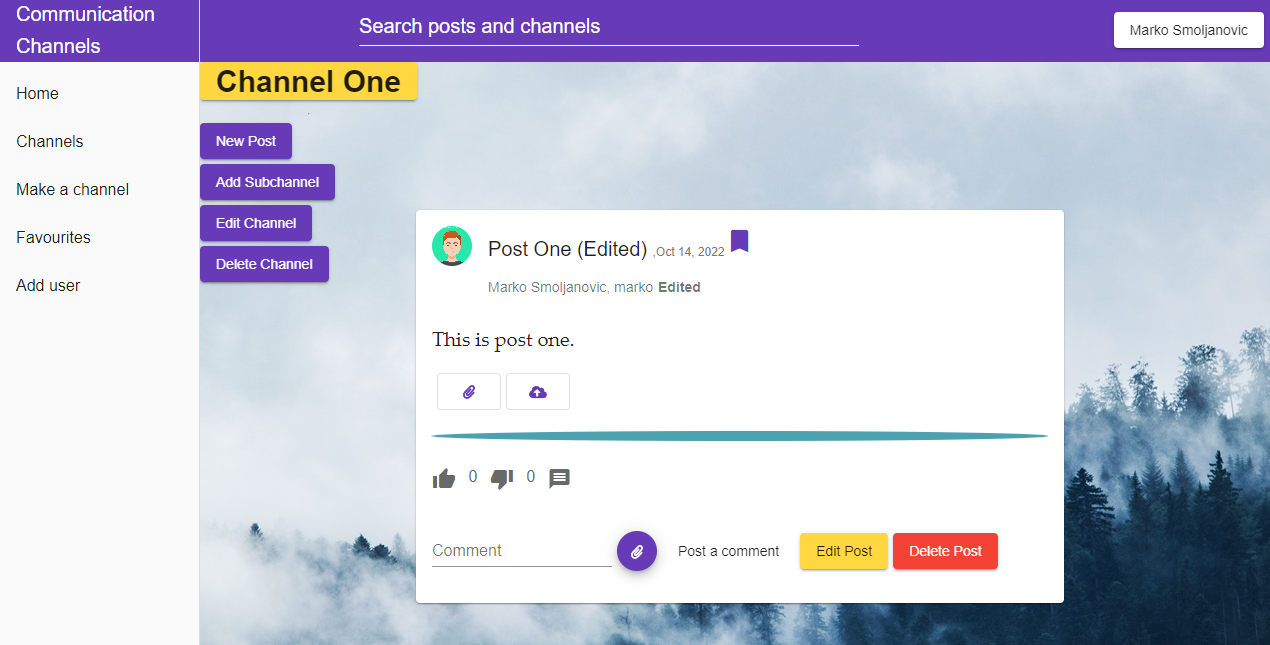 Communication
Channels
Search posts and channels
Marko Smoljanovic
Home
Channels
Make a channel
Favourites
Add user
Channel One
New Post
Add Subchannel
Edit Channel
Delete Channel
Post One (Edited) ,Oct 14, 2022
Marko Smoljanovic, marko Edited
This is post one.
0 0
Comment Post a comment Edit Post Delete Post